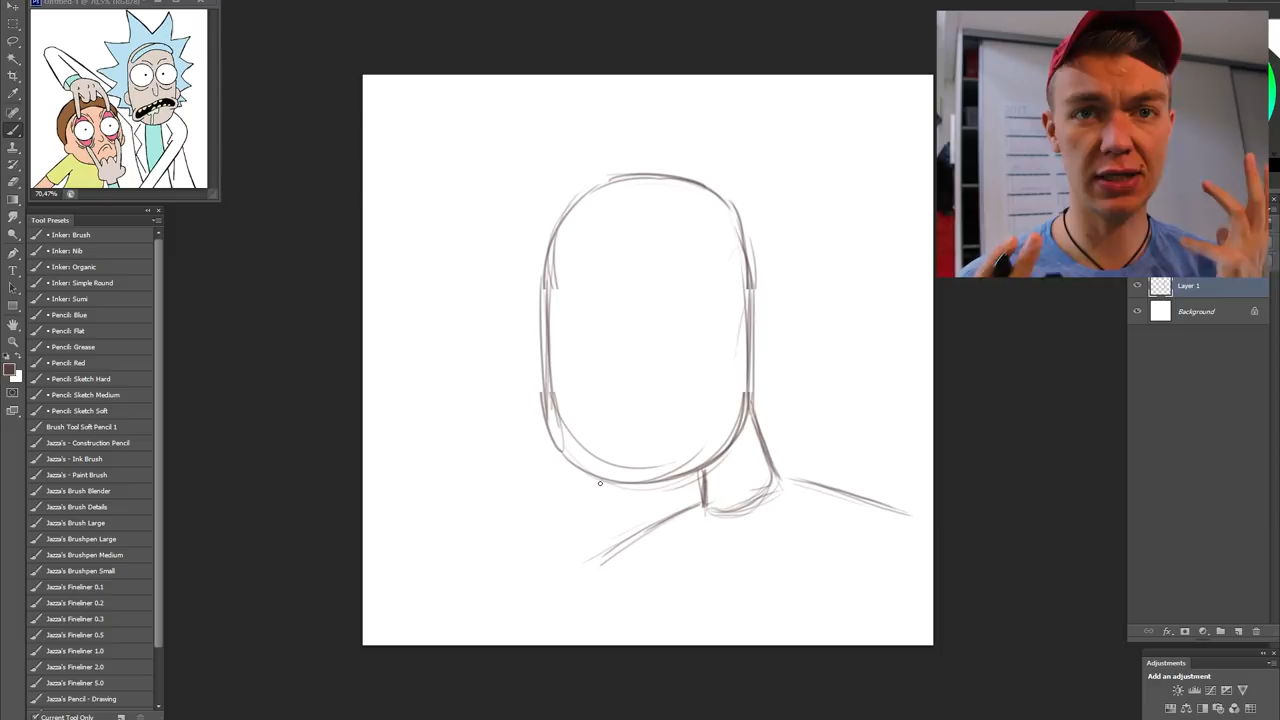 70,47%
Tool Presets
• Inker: Brush
• Inker: Nib
• Inker: Organic
• Inker: Simple Round
• Inker: Sumi
• Pencil: Blue
• Pencil: Flat
• Pencil: Grease
• Pencil: Red
• Pencil: Sketch Hard
• Pencil: Sketch Medium
• Pencil: Sketch Soft
Brush Tool Soft Pencil 1
Jazza's - Construction Pencil
Jazza's - Ink Brush
Jazza's - Paint Brush
Jazza's Brush Blender
Jazza's Brush Details
Jazza's Brush Large
Jazza's Brushpen Large
Jazza's Brushpen Medium
Jazza's Brushpen Small
Jazza's Fineliner 0.1
Jazza's Fineliner 0.2
Jazza's Fineliner 0.3
Jazza's Fineliner 0.5
Jazza's Fineliner 1.0
Jazza's Fineliner 2.0
Jazza's Fineliner 5.0
Jazza's Pencil - Drawing
Current Tool Only
Layer 1
Background
Adjustments
Add an adjustment